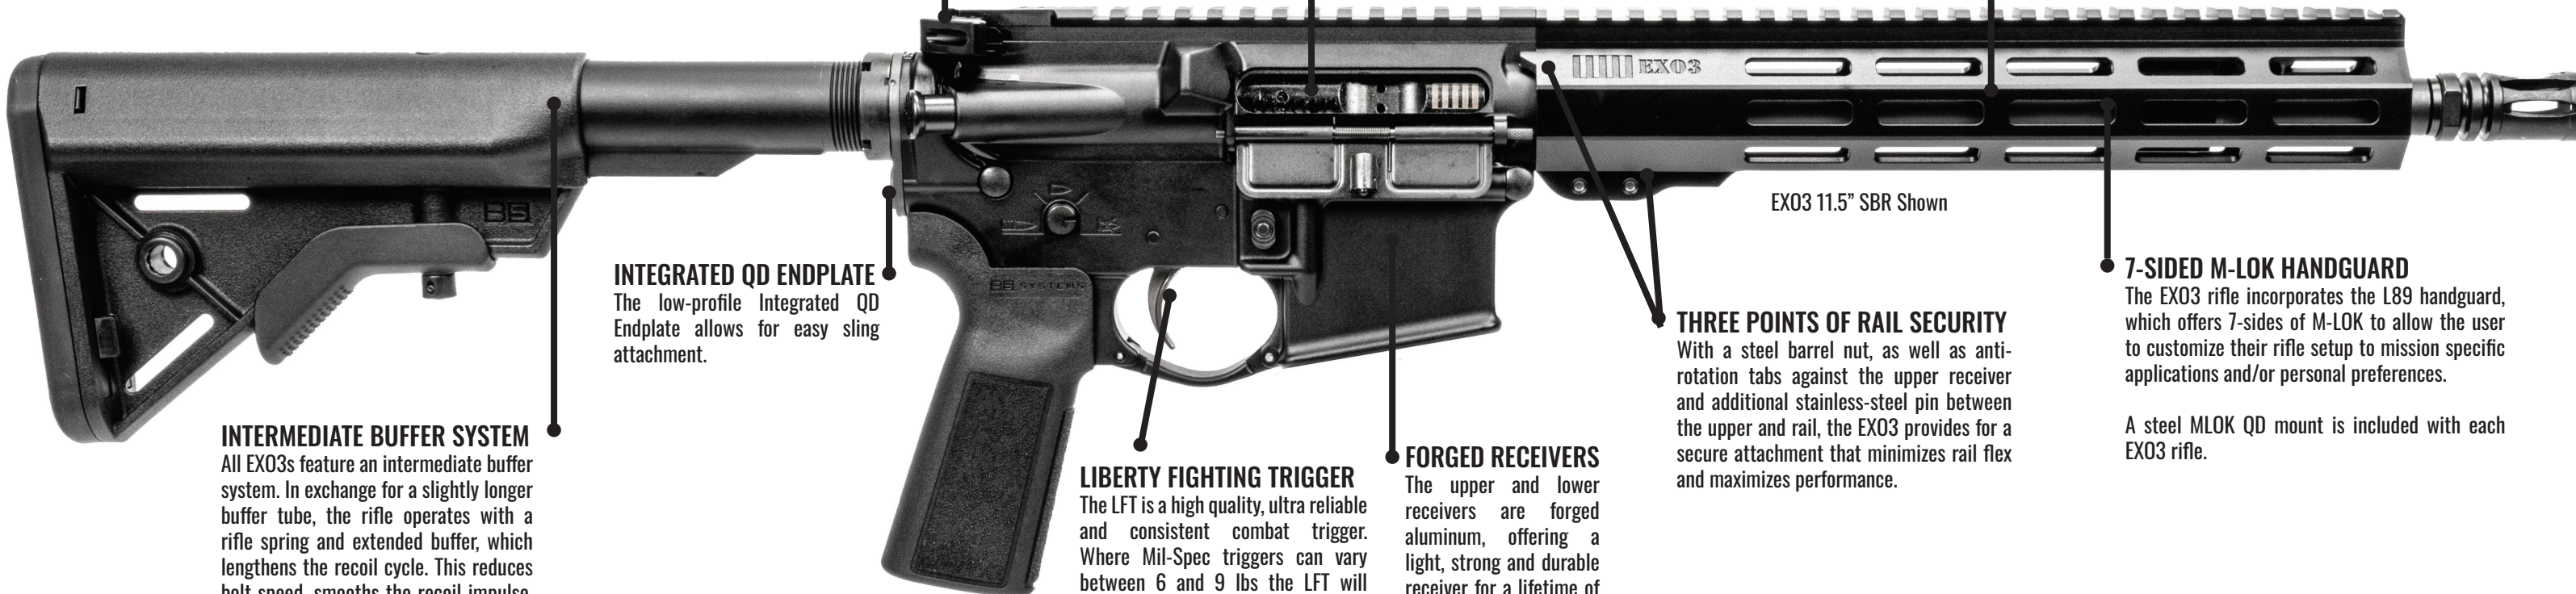 EXO3
EXO3 11.5” SBR Shown
B5
B5 SYSTEMS
INTEGRATED QD ENDPLATE
The low-profile Integrated QD
Endplate allows for easy sling
attachment.
7-SIDED M-LOK HANDGUARD
The EXO3 rifle incorporates the L89 handguard,
which offers 7-sides of M-LOK to allow the user
to customize their rifle setup to mission specific
applications and/or personal preferences.
A steel MLOK QD mount is included with each
EXO3 rifle.
THREE POINTS OF RAIL SECURITY
With a steel barrel nut, as well as anti-
rotation tabs against the upper receiver
and additional stainless-steel pin between
the upper and rail, the EXO3 provides for a
secure attachment that minimizes rail flex
and maximizes performance.
INTERMEDIATE BUFFER SYSTEM
All EXO3s feature an intermediate buffer
system. In exchange for a slightly longer
buffer tube, the rifle operates with a
rifle spring and extended buffer, which
lengthens the recoil cycle. This reduces
bolt speed, smooths the recoil impulse,
LIBERTY FIGHTING TRIGGER
The LFT is a high quality, ultra reliable
and consistent combat trigger.
Where Mil-Spec triggers can vary
between 6 and 9 lbs the LFT will
FORGED RECEIVERS
The upper and lower
receivers are forged
aluminum, offering a
light, strong and durable
receiver for a lifetime of